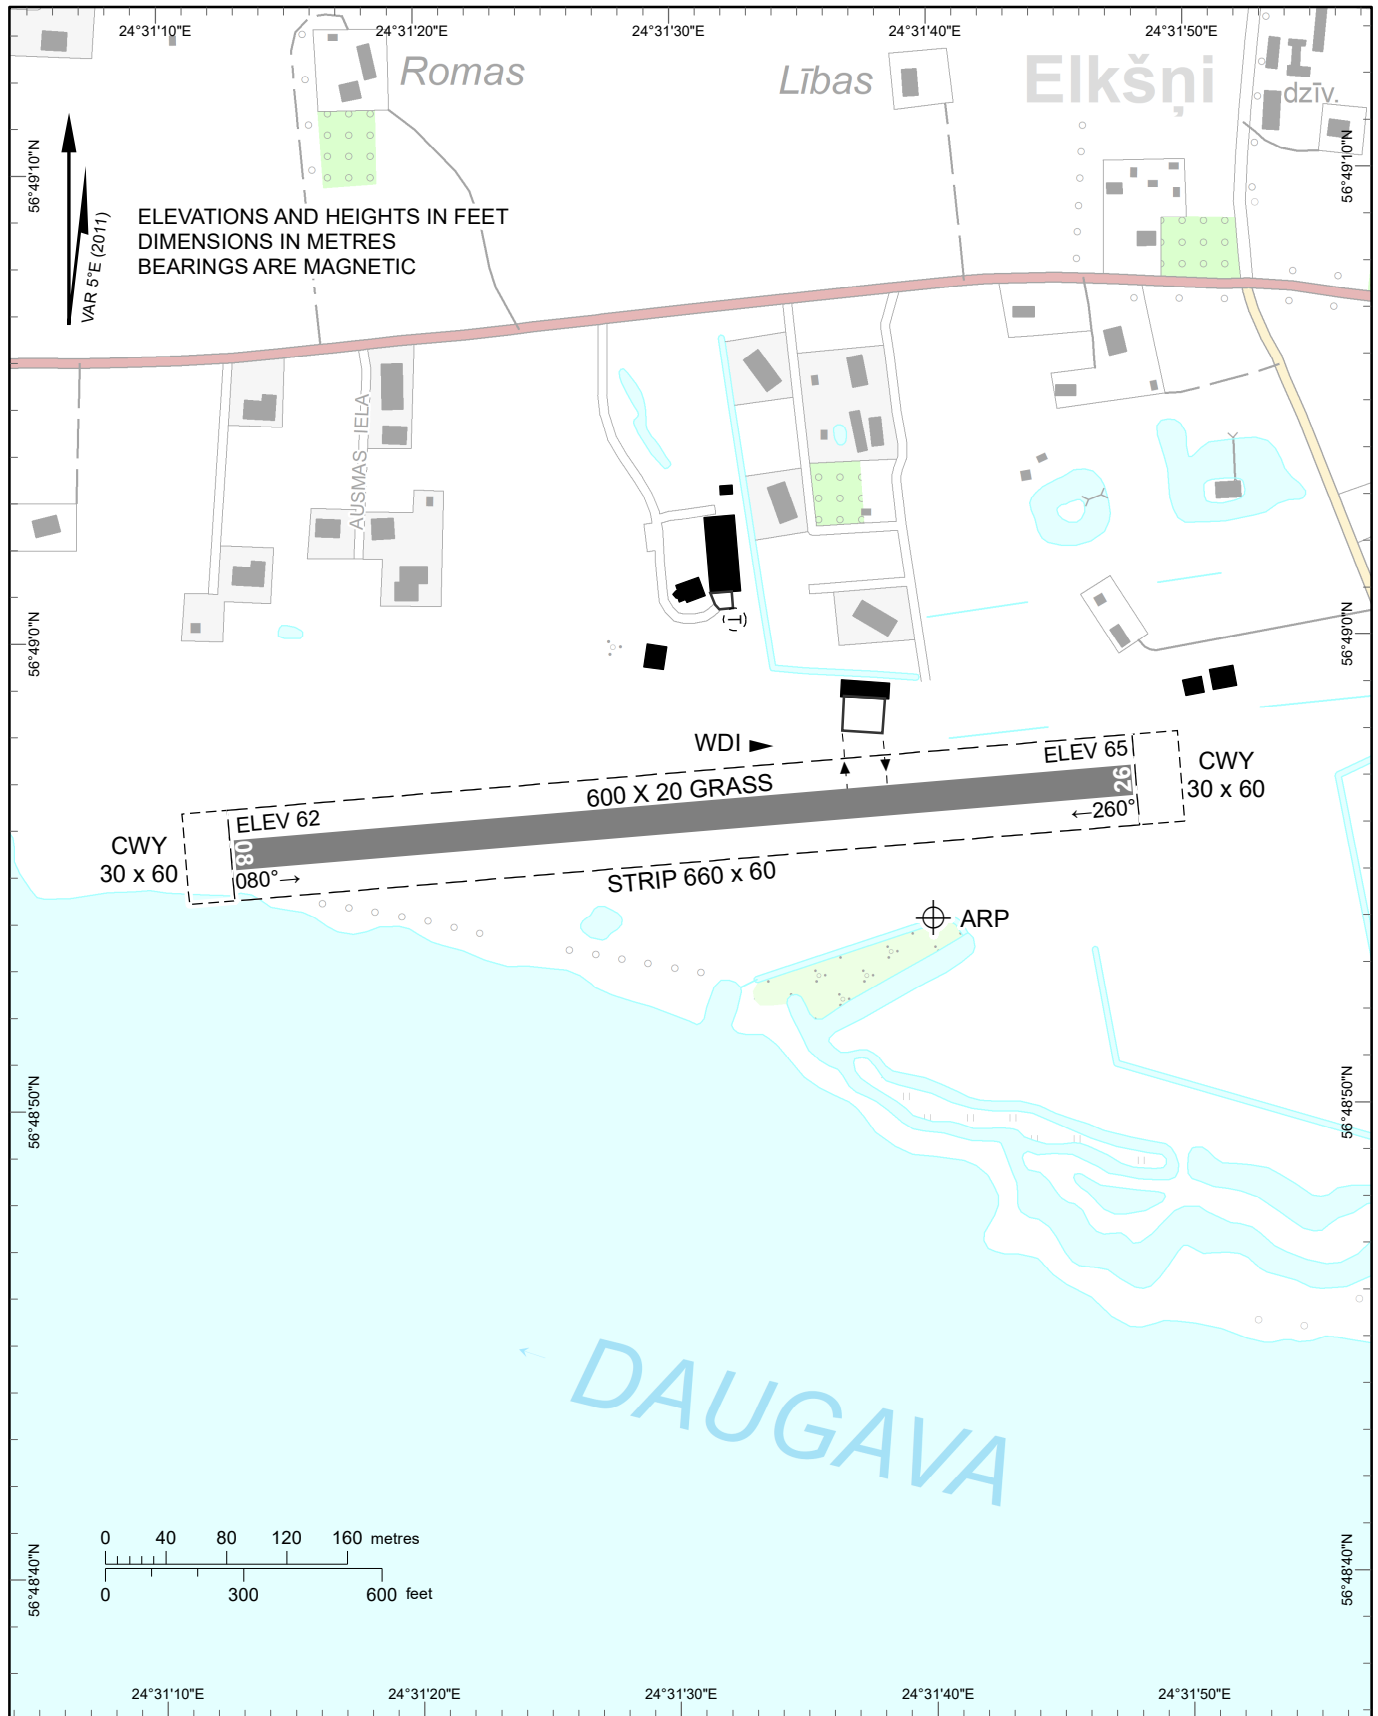 24°31'10"E
24°31'20"E
24°31'30"E
24°31'40"E
24°31'50"E
Romas
Lības
Elkšņi
dzīv.
56°49'10"N
56°49'10"N
VAR 5°E (2011)
ELEVATIONS AND HEIGHTS IN FEET
DIMENSIONS IN METRES
BEARINGS ARE MAGNETIC
AUSMAS IELA
(T)
56°49'0"N
56°49'0"N
WDI
ELEV 65
CWY
30 x 60
600 X 20 GRASS
26
←260°
ELEV 62
CWY
30 x 60
08
080°→
STRIP 660 x 60
ARP
56°48'50"N
56°48'50"N
DAUGAVA
0 40 80 120 160 metres
0 300 600 feet
56°48'40"N
56°48'40"N
24°31'10"E
24°31'20"E
24°31'30"E
24°31'40"E
24°31'50"E